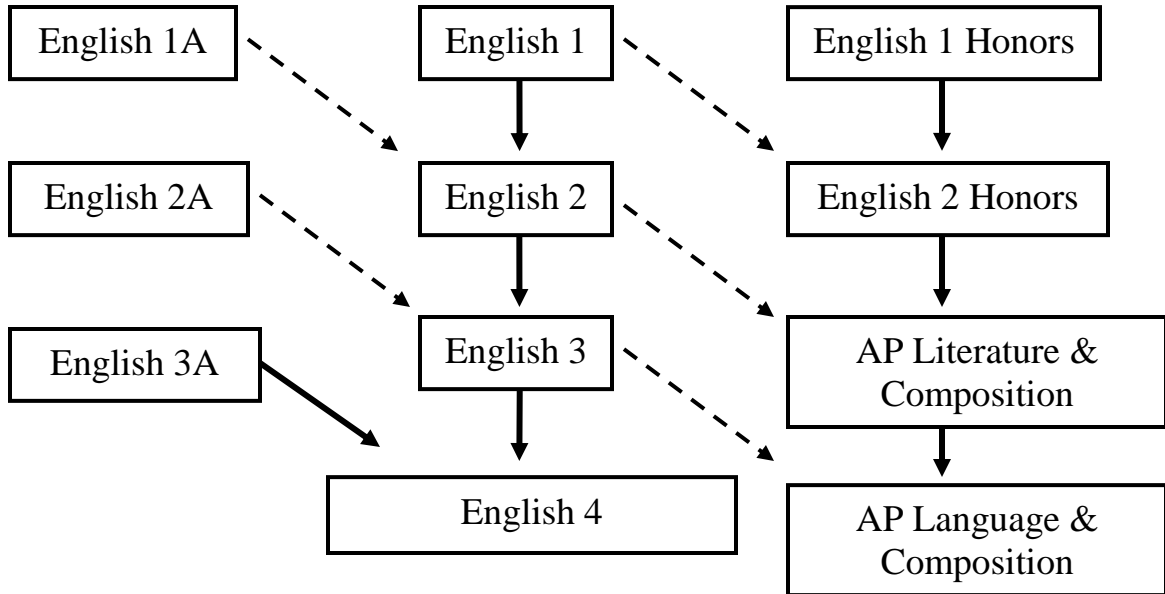 English 1A
English 1
English 1 Honors
English 2A
English 2
English 2 Honors
English 3A
English 3
AP Literature &
Composition
English 4
AP Language &
Composition